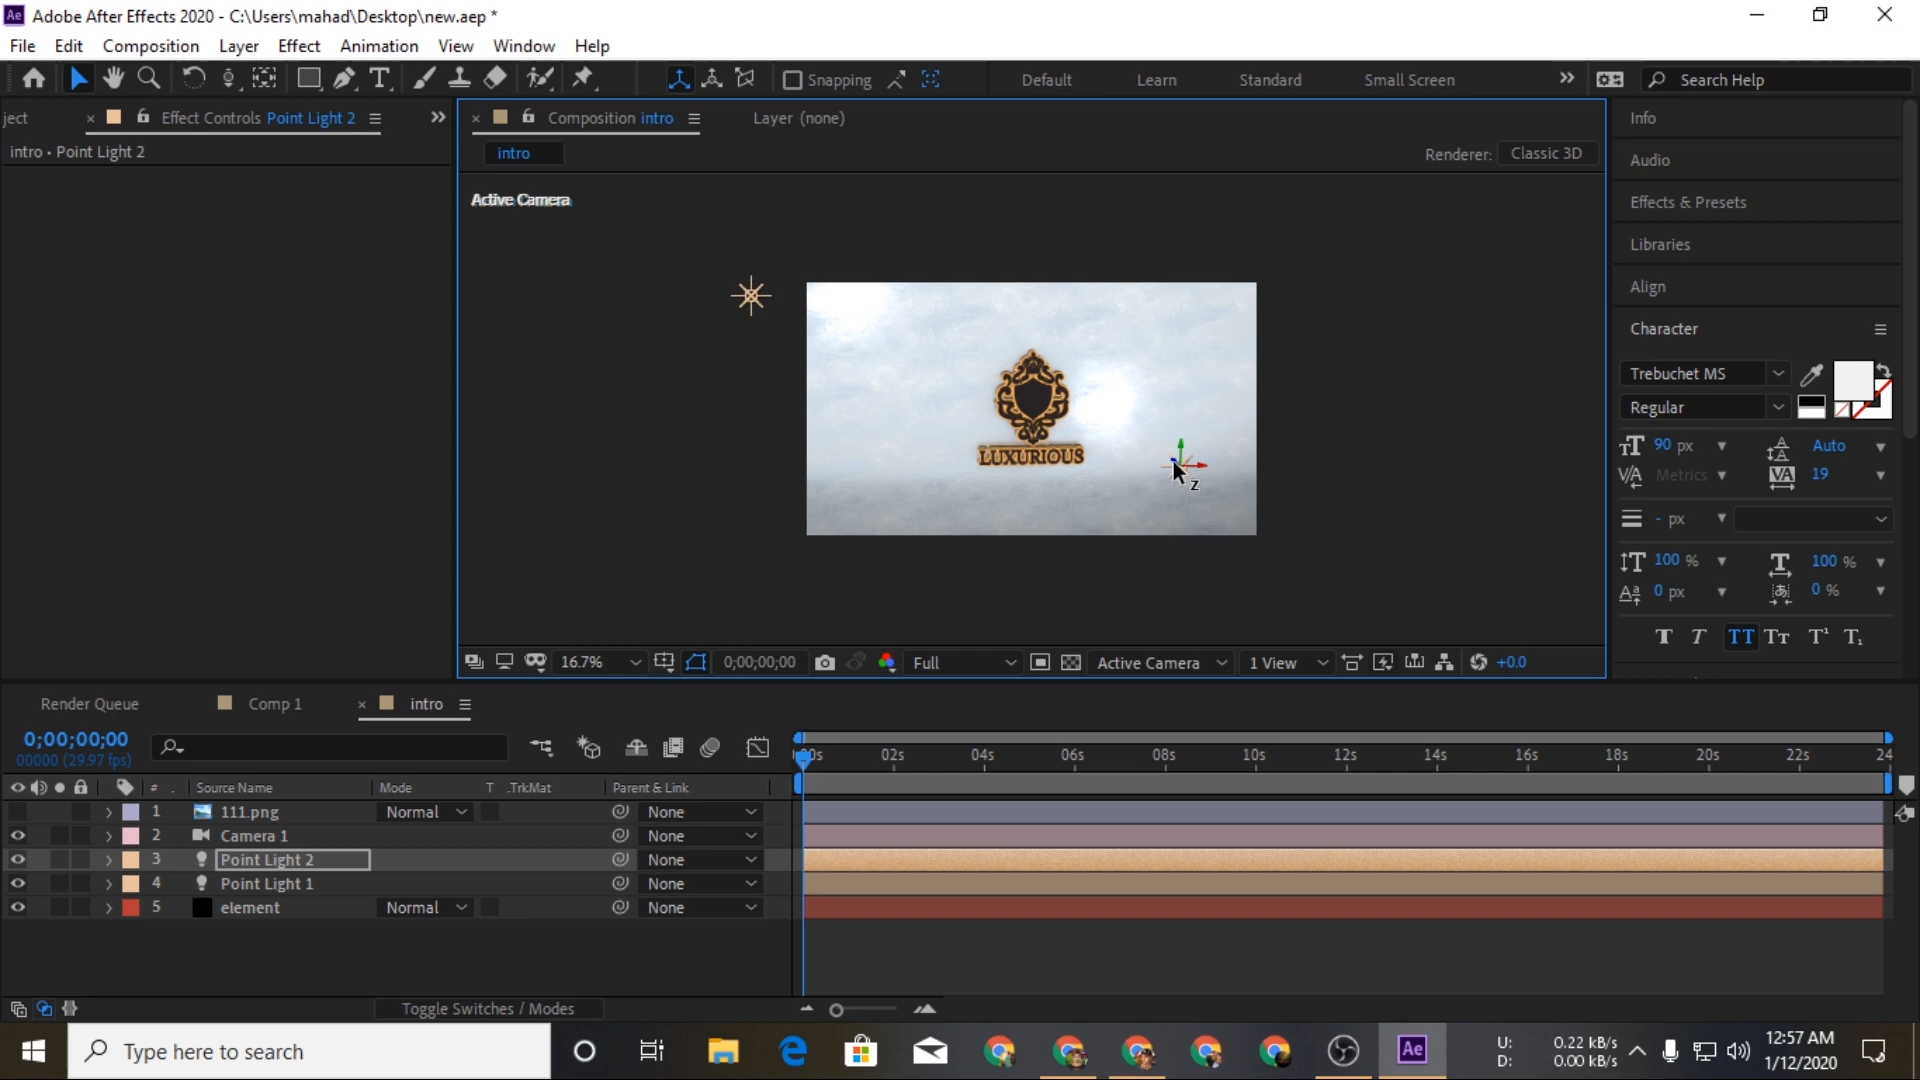 Ae Adobe After Effects 2020 - C:\Users\mahad\Desktop\new.aep *
File Edit Composition Layer Effect Animation View Window Help
T Snapping Default Learn Standard Small Screen Search Help
ject Effect Controls Point Light 2
Composition intro Layer (none)
Info
intro • Point Light 2
intro
Renderer: Classic 3D
Audio
Active Camera
Effects & Presets
Libraries
Align
Character
Trebuchet MS
Regular
LUXURIOUS
Z
90 px Auto
Metrics 19
- px
100 % 100 %
0 px 0 %
T T TT Tt T¹ T₁
16.7% 0;00;00;00 Full Active Camera 1 View +0.0
Render Queue Comp 1 intro
0;00;00;00
00000 (29.97 fps)
00s 02s 04s 06s 08s 10s 12s 14s 16s 18s 20s 22s 24
# . Source Name Mode T .TrkMat Parent & Link
1 111.png Normal None
2 Camera 1 None
3 Point Light 2 None
4 Point Light 1 None
5 element Normal None
Toggle Switches / Modes
Type here to search
Ae
U: 0.22 kB/s
D: 0.00 kB/s
12:57 AM
1/12/2020